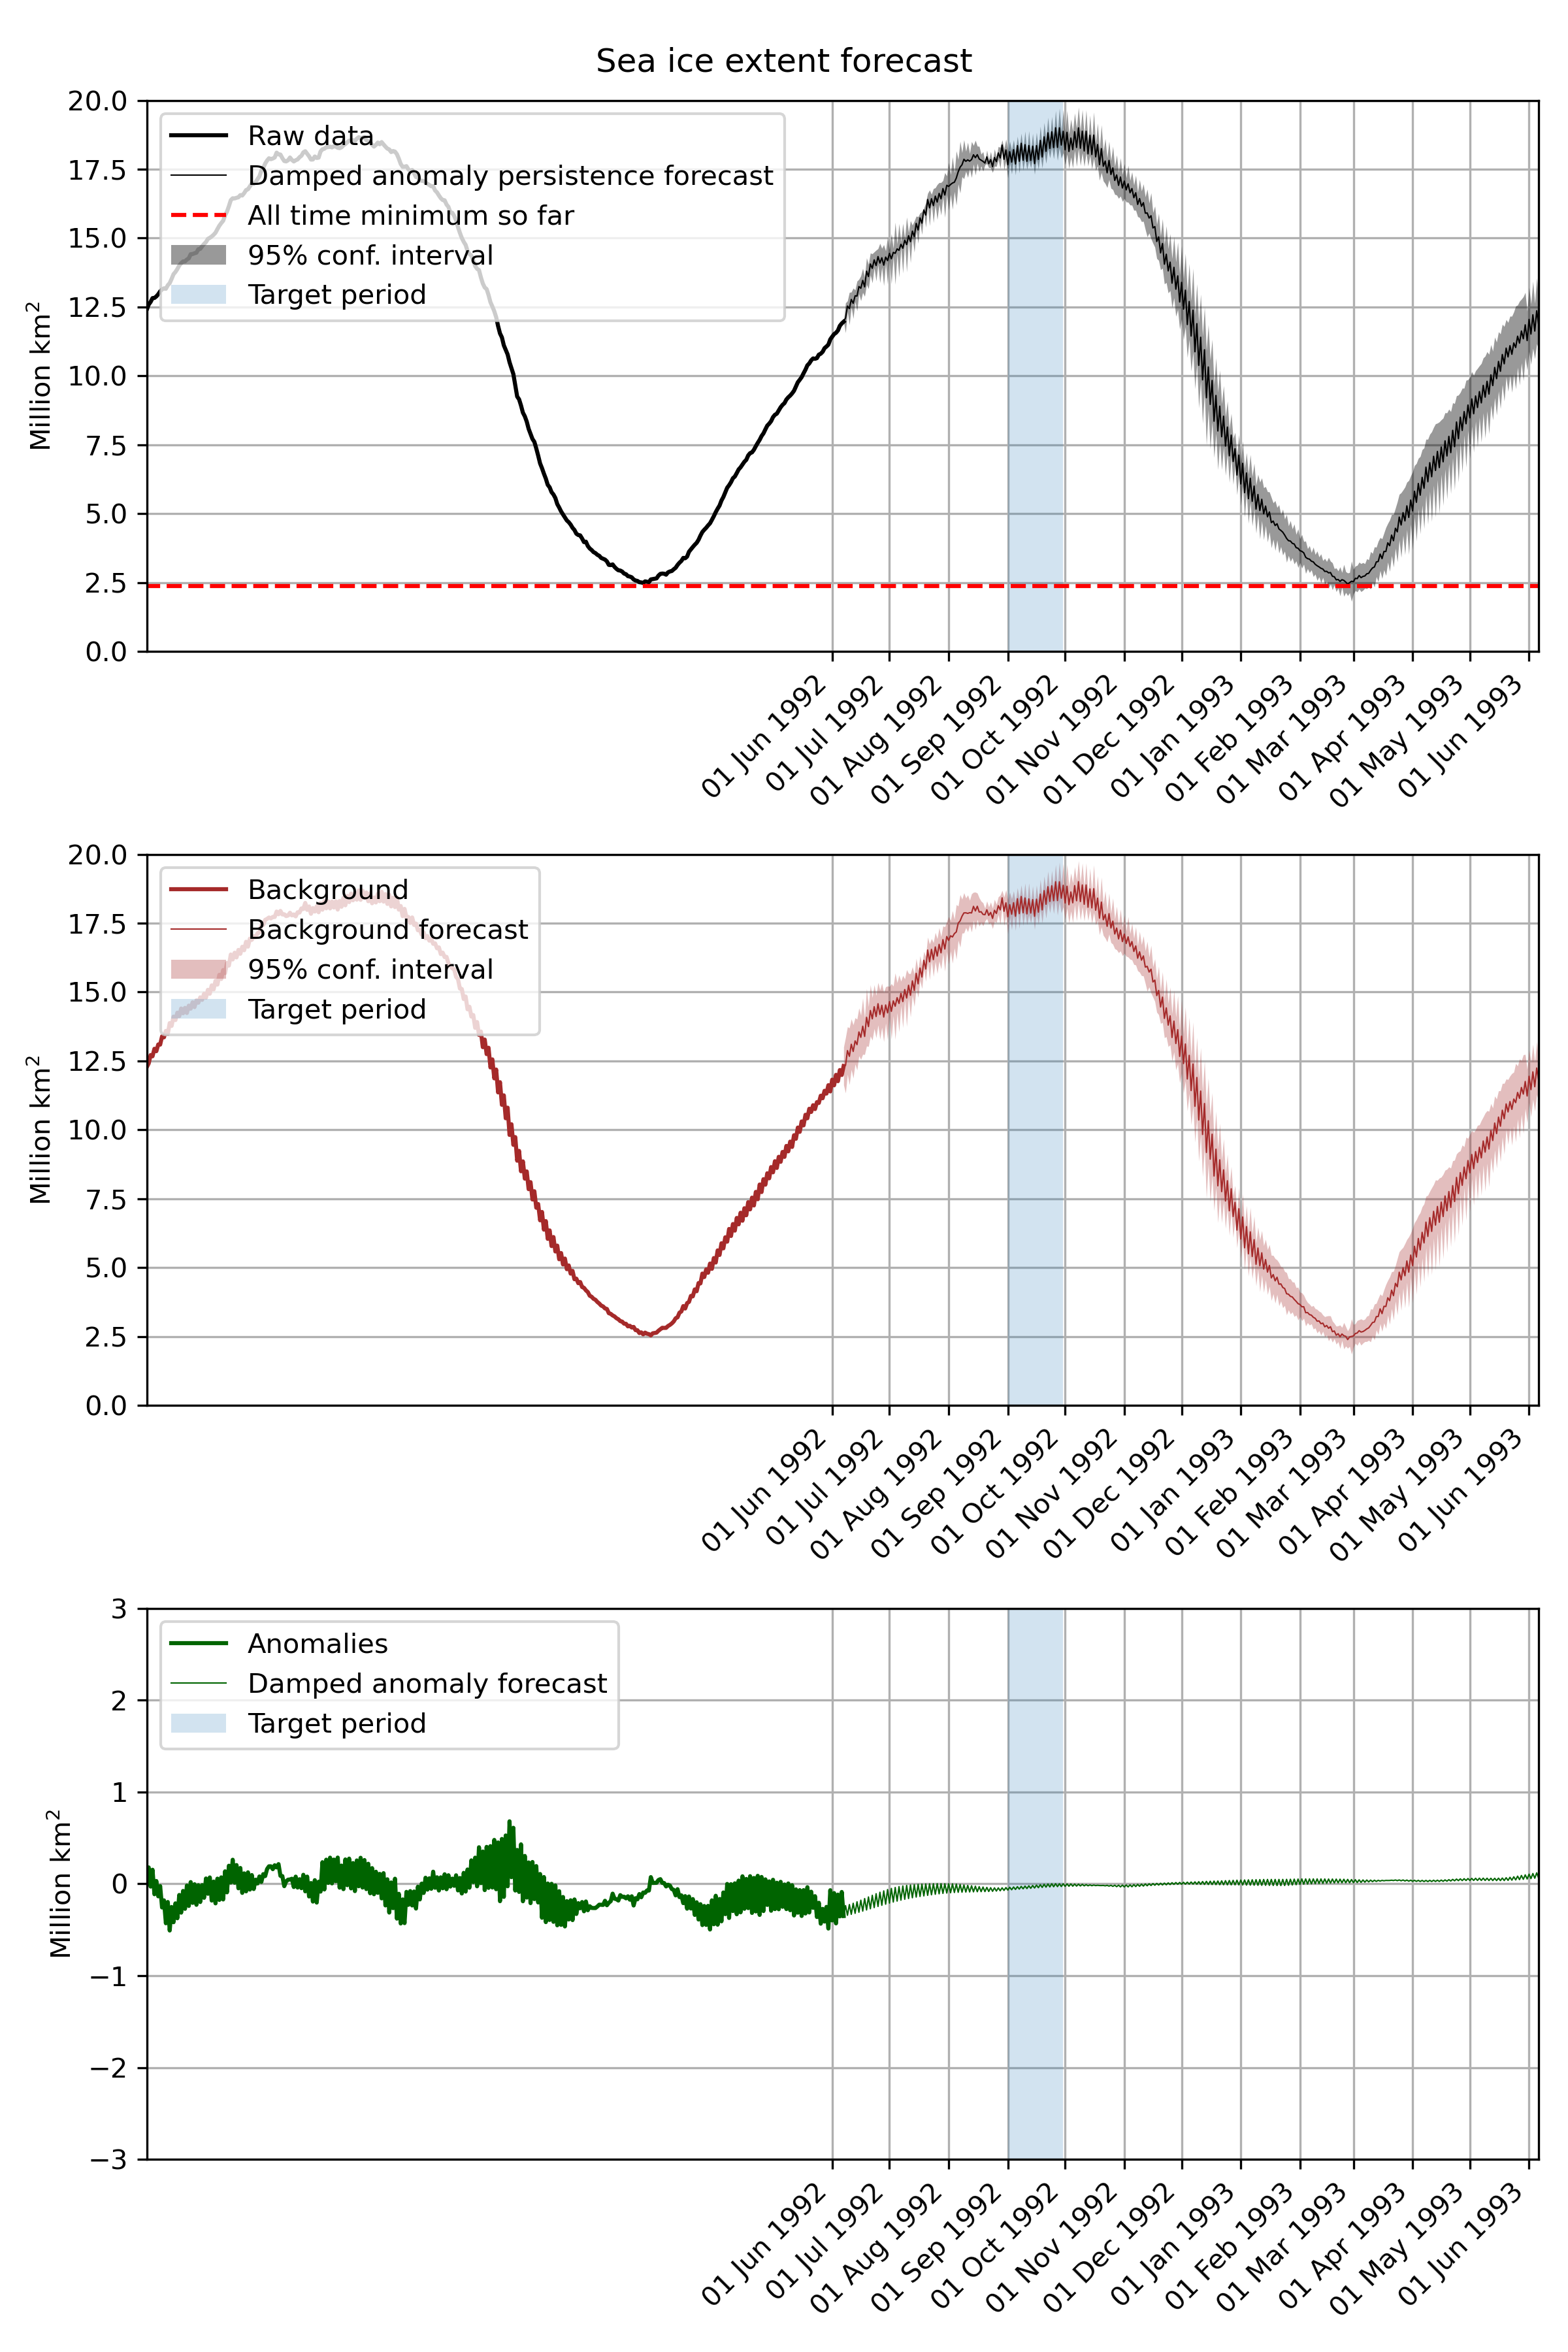 Sea ice extent forecast
20.0
17.5
15.0
12.5
10.0
7.5
5.0
2.5
0.0
Million km²
Raw data
Damped anomaly persistence forecast
All time minimum so far
95% conf. interval
Target period
01 Jun 1992
01 Jul 1992
01 Aug 1992
01 Sep 1992
01 Oct 1992
01 Nov 1992
01 Dec 1992
01 Jan 1993
01 Feb 1993
01 Mar 1993
01 Apr 1993
01 May 1993
01 Jun 1993
20.0
17.5
15.0
12.5
10.0
7.5
5.0
2.5
0.0
Million km²
Background
Background forecast
95% conf. interval
Target period
01 Jun 1992
01 Jul 1992
01 Aug 1992
01 Sep 1992
01 Oct 1992
01 Nov 1992
01 Dec 1992
01 Jan 1993
01 Feb 1993
01 Mar 1993
01 Apr 1993
01 May 1993
01 Jun 1993
3
2
1
0
−1
−2
−3
Million km²
Anomalies
Damped anomaly forecast
Target period
01 Jun 1992
01 Jul 1992
01 Aug 1992
01 Sep 1992
01 Oct 1992
01 Nov 1992
01 Dec 1992
01 Jan 1993
01 Feb 1993
01 Mar 1993
01 Apr 1993
01 May 1993
01 Jun 1993